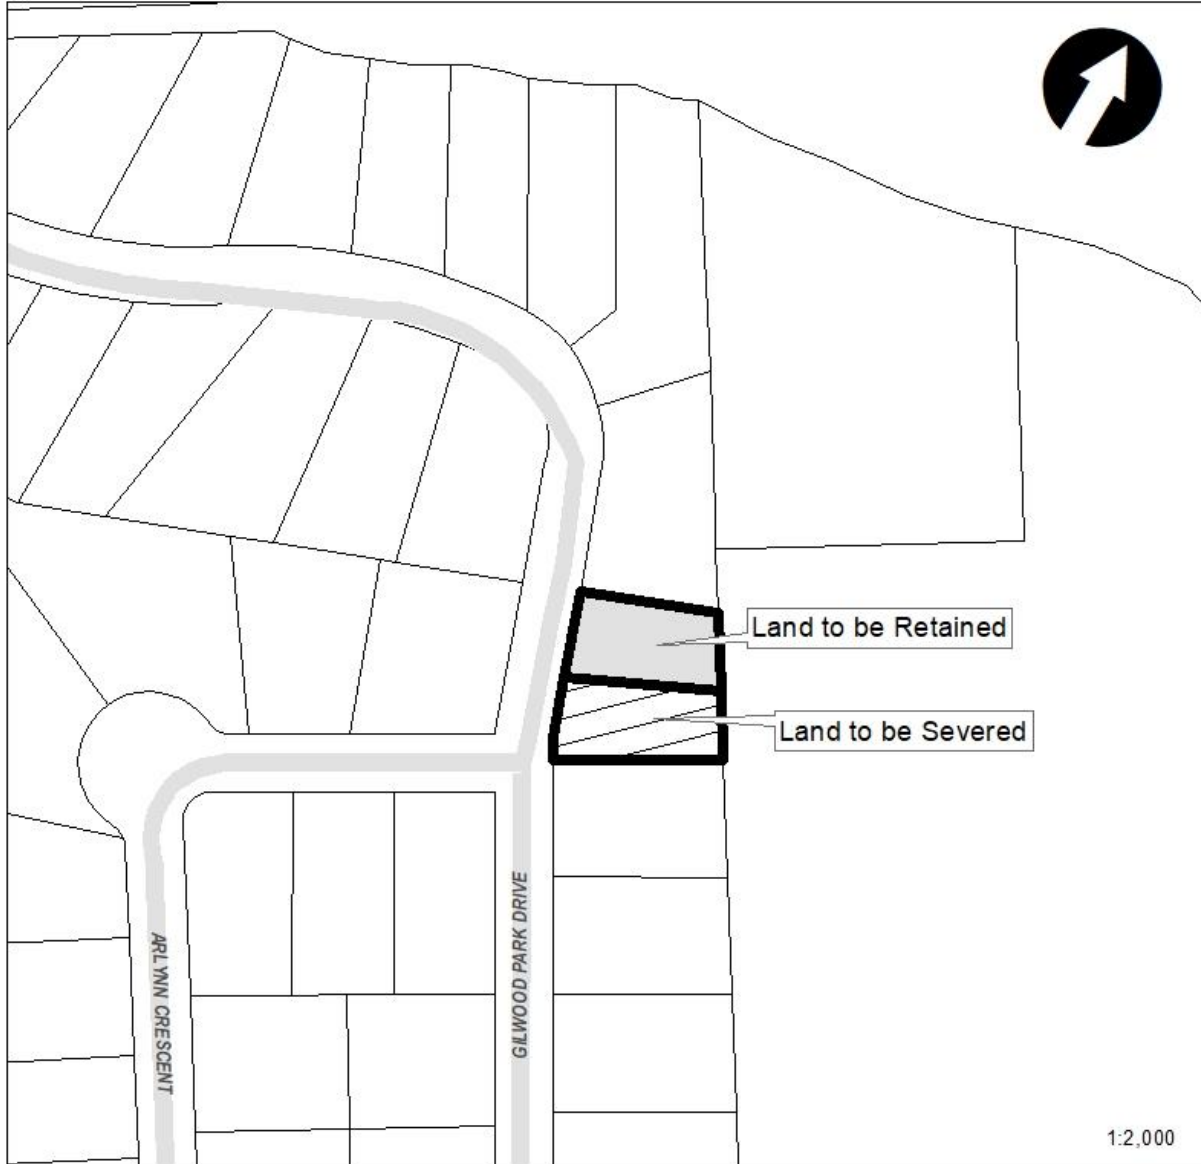 Land to be Retained
Land to be Severed
GILWOOD PARK DRIVE
ARLYNN CRESCENT
1:2,000